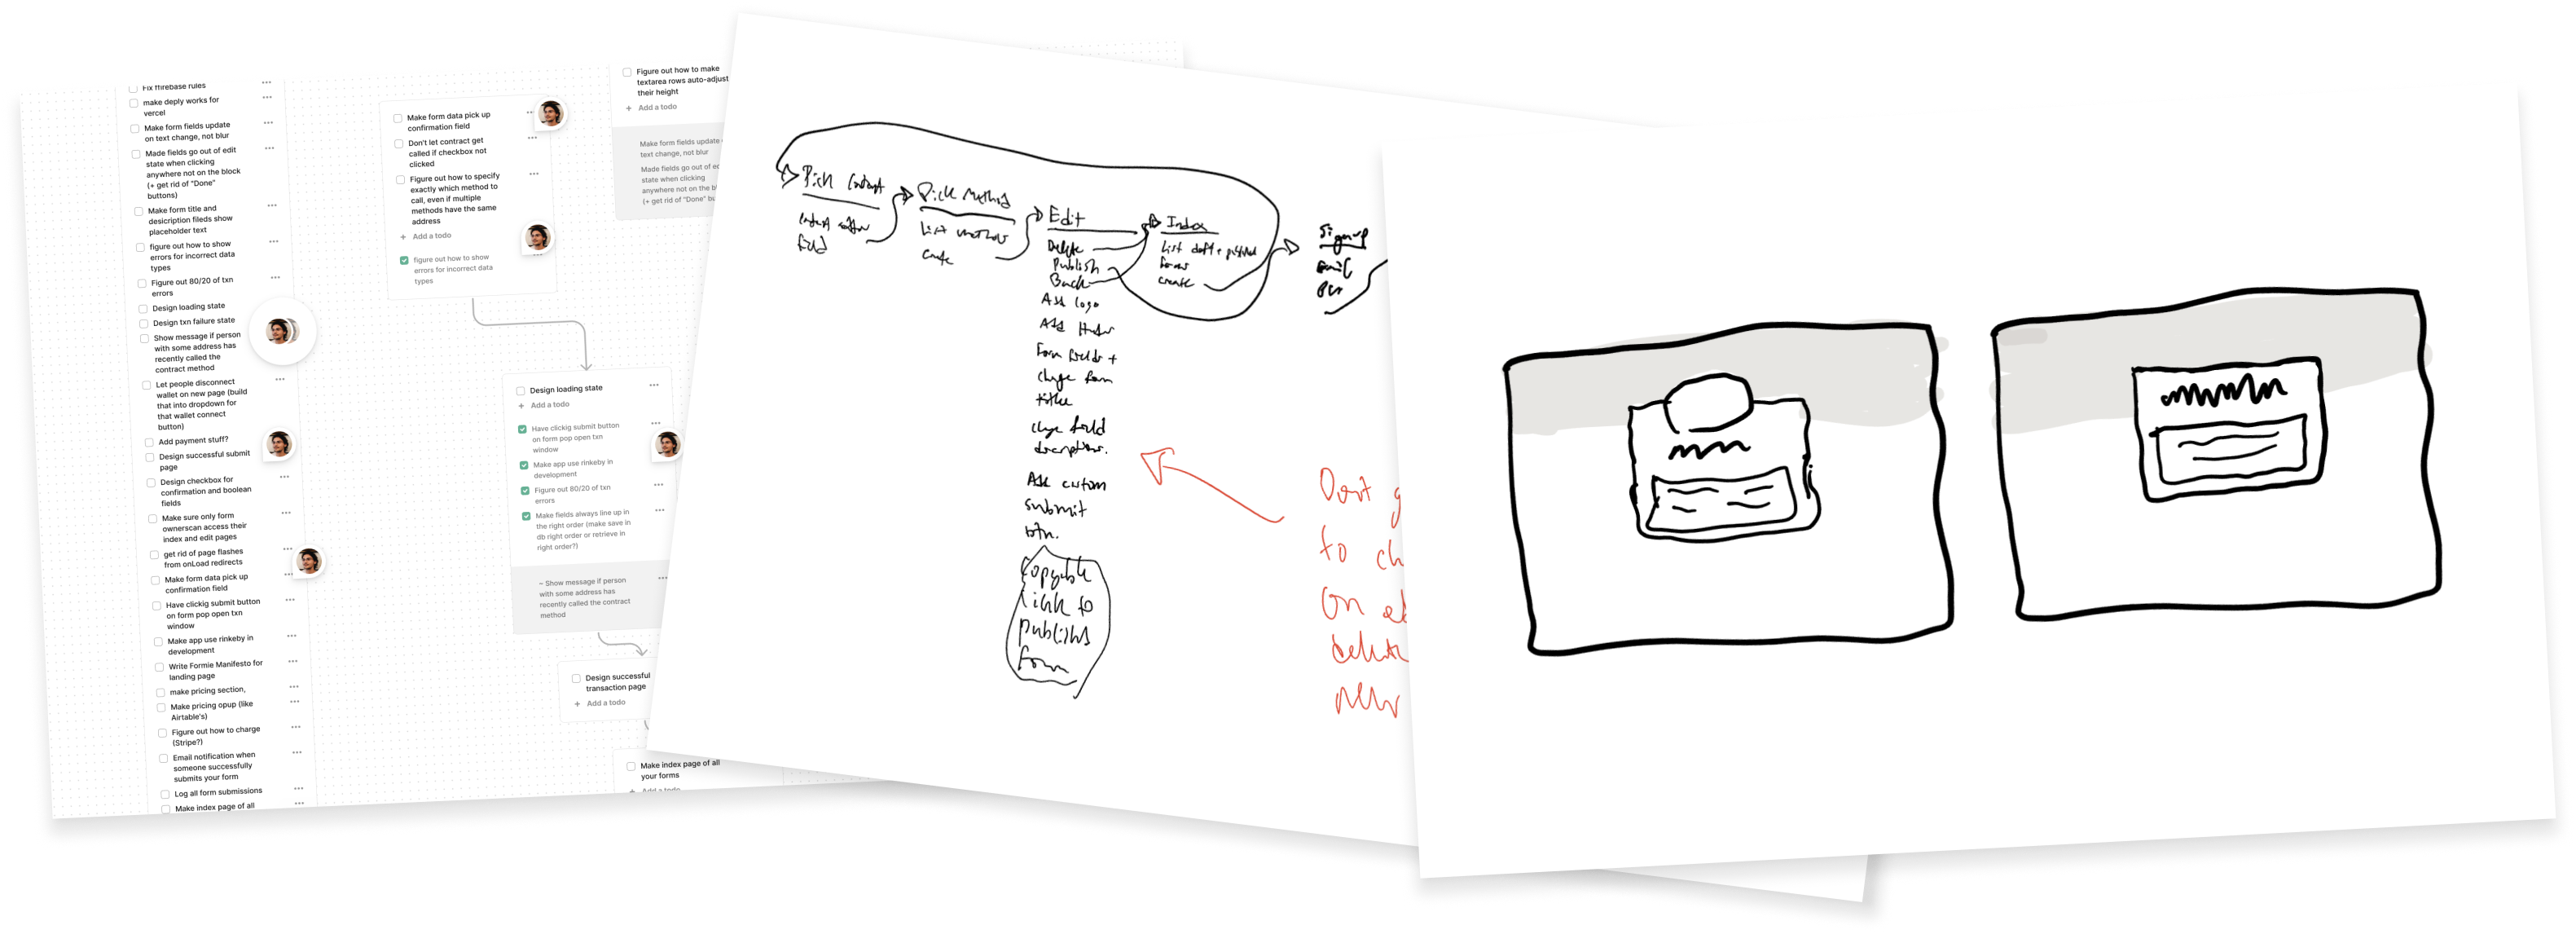 Fix ffirebase rules
make deply works for
vercel
Make form fields update
on text change, not blur
Made fields go out of edit
state when clicking
anywhere not on the block
(+ get rid of "Done"
buttons)
Make form title and
desicription fileds show
placeholder text
figure out how to show
errors for incorrect data
types
Figure out 80/20 of txn
errors
Design loading state
Design txn failure state
Show message if person
with some address has
recently called the
contract method
Let people disconnect
wallet on new page (build
that into dropdown for
that wallet connect
button)
Add payment stuff?
Design successful submit
page
Design checkbox for
confirmation and boolean
fields
Make sure only form
ownerscan access their
index and edit pages
get rid of page flashes
from onLoad redirects
Make form data pick up
confirmation field
Have clickig submit button
on form pop open txn
window
Make app use rinkeby in
development
Write Formie Manifesto for
landing page
make pricing section,
Make pricing opup (like
Airtable's)
Figure out how to charge
(Stripe?)
Email notification when
someone successfully
submits your form
Log all form submissions
Make index page of all
Make form data pick up
confirmation field
Don't let contract get
called if checkbox not
clicked
Figure out how to specify
exactly which method to
call, even if multiple
methods have the same
address
+ Add a todo
figure out how to show
errors for incorrect data
types
Design loading state
+ Add a todo
Have clickig submit button
on form pop open txn
window
Make app use rinkeby in
development
Figure out 80/20 of txn
errors
Make fields always line up in
the right order (make save in
db right order or retrieve in
right order?)
~ Show message if person
with some address has
recently called the contract
method
Design successful
transaction page
+ Add a todo
Make index page of all
your forms
+ Add a todo
Figure out how to make
textarea rows auto-adjust
their height
+ Add a todo
Make form fields update
text change, not blur
Made fields go out of
state when clicking
anywhere not on the
(+ get rid of "Done"
Pick Contract
field
Pick Method
List methods
Create
Edit
Delete
Publish
Back
Add logo
Add Header
Form fields +
change form
title
change field
descriptions.
Add custom
submit
btn.
Copyable
link to
publish
form
Index
List draft + published
forms
create
Signup
email
Don't
to
On